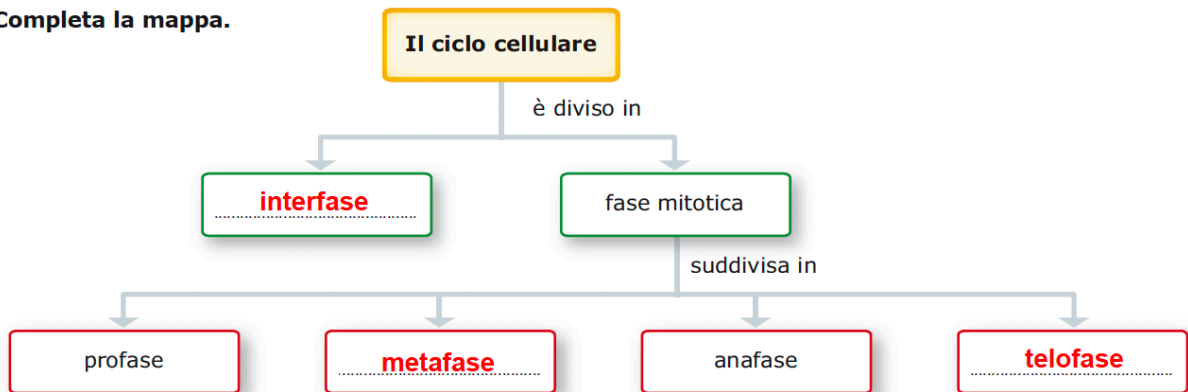 Completa la mappa.
Il ciclo cellulare
è diviso in
interfase
fase mitotica
suddivisa in
profase
metafase
anafase
telofase